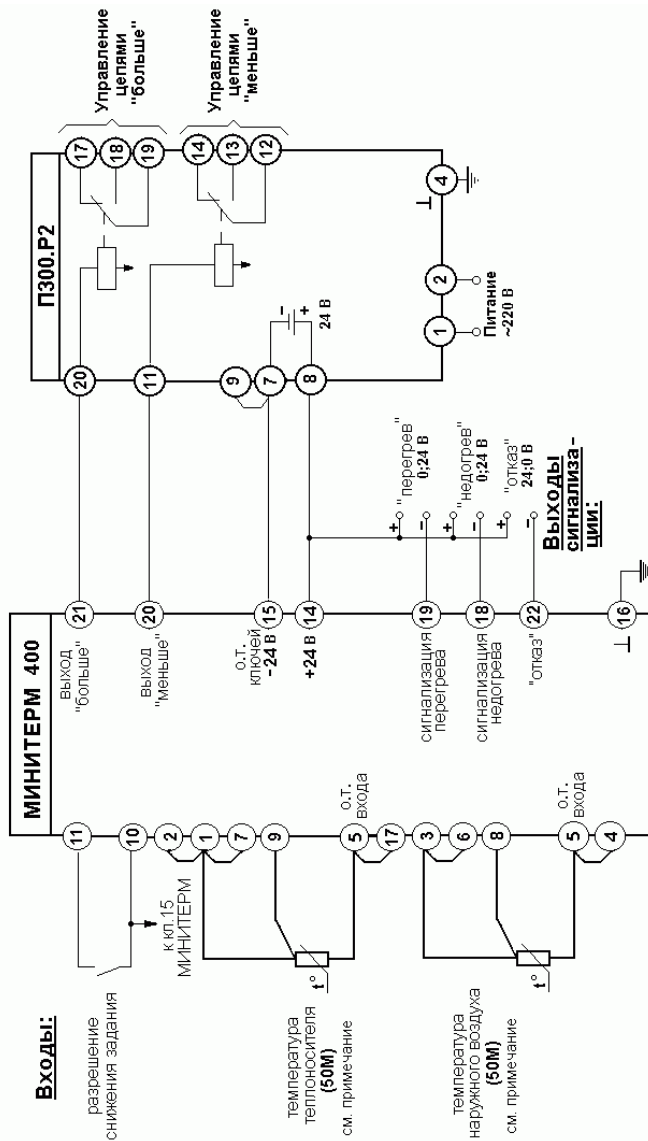 Входы:
разрешение
снижения задания
температура
теплоносителя
(50М)
см. примечание
температура
наружного воздуха
(50М)
см. примечание
t°
t°
к кл.15
МИНИТЕРМ
МИНИТЕРМ 400
11
10
2
1
7
9
5
17
3
6
8
5
4
о.т.
входа
о.т.
входа
выход
"больше"
выход
"меньше"
о.т.
ключей
-24 В
+24 В
сигнализация
перегрева
сигнализация
недогрева
"отказ"
⊥
21
20
15
14
19
18
22
16
+ "перегрев"
- 0;24 В
+ "недогрев"
- 0;24 В
+ "отказ"
- 24;0 В
Выходы
сигнализа-
ции:
П300.Р2
20
11
9
7
8
-
+
24 В
1
2
4
⊥
Питание
~220 В
17
18
19
14
13
12
Управление
цепями
"больше"
Управление
цепями
"меньше"